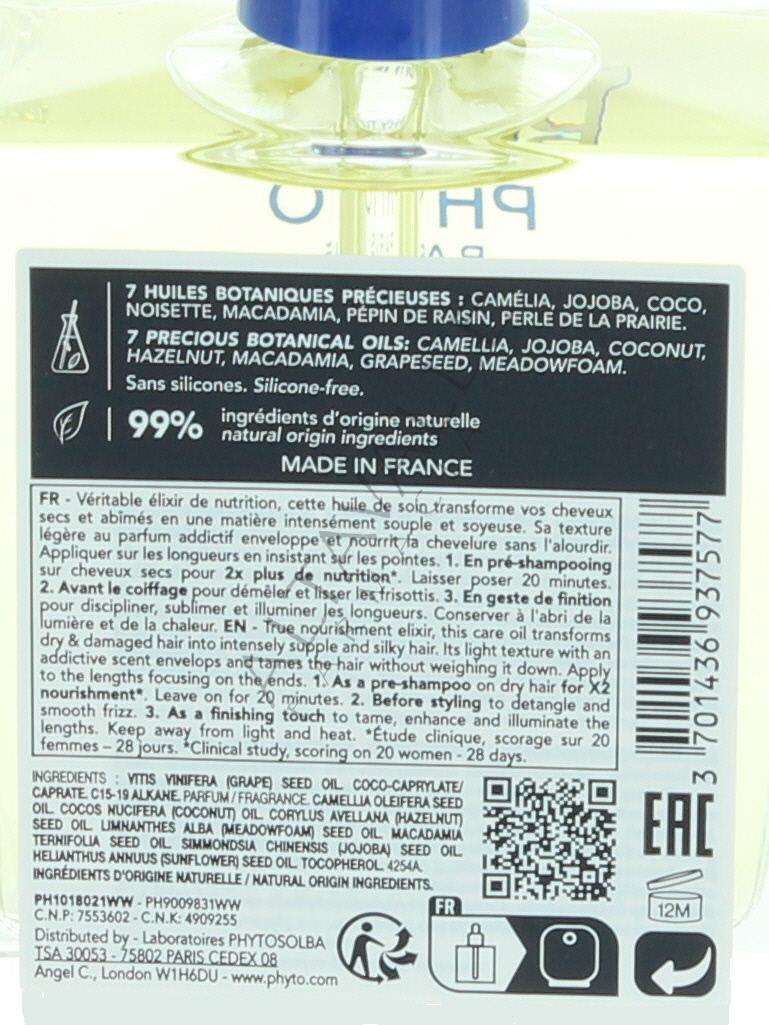 PHYTO
7 HUILES BOTANIQUES PRÉCIEUSES : CAMÉLIA, JOJOBA, COCO,
NOISETTE, MACADAMIA, PÉPIN DE RAISIN, PERLE DE LA PRAIRIE.
7 PRECIOUS BOTANICAL OILS: CAMELLIA, JOJOBA, COCONUT,
HAZELNUT, MACADAMIA, GRAPESEED, MEADOWFOAM.
Sans silicones. Silicone-free.
99% ingrédients d'origine naturelle
natural origin ingredients
MADE IN FRANCE
FR - Véritable élixir de nutrition, cette huile de soin transforme vos cheveux
secs et abîmés en une matière intensément souple et soyeuse. Sa texture
légère au parfum addictif enveloppe et nourrit la chevelure sans l'alourdir.
Appliquer sur les longueurs en insistant sur les pointes. 1. En pré-shampooing
sur cheveux secs pour 2x plus de nutrition*. Laisser poser 20 minutes.
2. Avant le coiffage pour démêler et lisser les frisottis. 3. En geste de finition
pour discipliner, sublimer et illuminer les longueurs. Conserver à l'abri de la
lumière et de la chaleur. EN - True nourishment elixir, this care oil transforms
dry & damaged hair into intensely supple and silky hair. Its light texture with an
addictive scent envelops and tames the hair without weighing it down. Apply
to the lengths focusing on the ends. 1. As a pre-shampoo on dry hair for X2
nourishment*. Leave on for 20 minutes. 2. Before styling to detangle and
smooth frizz. 3. As a finishing touch to tame, enhance and illuminate the
lengths. Keep away from light and heat. *Étude clinique, scorage sur 20
femmes – 28 jours. *Clinical study, scoring on 20 women - 28 days.
3 701436 937577
INGREDIENTS : VITIS VINIFERA (GRAPE) SEED OIL. COCO-CAPRYLATE/
CAPRATE. C15-19 ALKANE. PARFUM / FRAGRANCE. CAMELLIA OLEIFERA SEED
OIL. COCOS NUCIFERA (COCONUT) OIL. CORYLUS AVELLANA (HAZELNUT)
SEED OIL. LIMNANTHES ALBA (MEADOWFOAM) SEED OIL. MACADAMIA
TERNIFOLIA SEED OIL. SIMMONDSIA CHINENSIS (JOJOBA) SEED OIL.
HELIANTHUS ANNUUS (SUNFLOWER) SEED OIL. TOCOPHEROL. 4254A.
INGRÉDIENTS D'ORIGINE NATURELLE / NATURAL ORIGIN INGREDIENTS.
EAC
12M
PH1018021WW - PH9009831WW
C.N.P: 7553602 - C.N.K: 4909255
Distributed by - Laboratoires PHYTOSOLBA
TSA 30053 - 75802 PARIS CEDEX 08
Angel C., London W1H6DU - www.phyto.com
FR